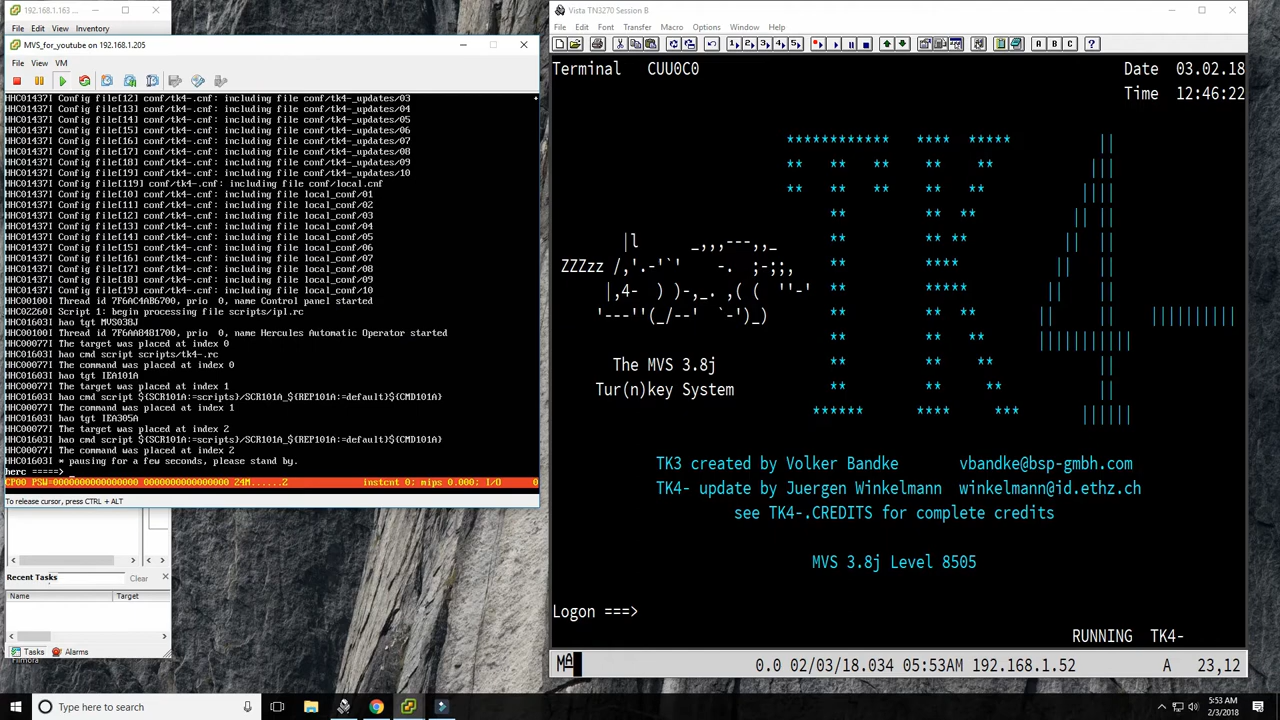 192.168.1.163
File Edit View Inventory
MVS_for_youtube on 192.168.1.205
File View VM
HHC01437I Config file[12] conf/tk4-.cnf: including file conf/tk4-_updates/03
HHC01437I Config file[13] conf/tk4-.cnf: including file conf/tk4-_updates/04
HHC01437I Config file[14] conf/tk4-.cnf: including file conf/tk4-_updates/05
HHC01437I Config file[15] conf/tk4-.cnf: including file conf/tk4-_updates/06
HHC01437I Config file[16] conf/tk4-.cnf: including file conf/tk4-_updates/07
HHC01437I Config file[17] conf/tk4-.cnf: including file conf/tk4-_updates/08
HHC01437I Config file[18] conf/tk4-.cnf: including file conf/tk4-_updates/09
HHC01437I Config file[19] conf/tk4-.cnf: including file conf/tk4-_updates/10
HHC01437I Config file[119] conf/tk4-.cnf: including file conf/local.cnf
HHC01437I Config file[10] conf/tk4-.cnf: including file local_conf/01
HHC01437I Config file[11] conf/tk4-.cnf: including file local_conf/02
HHC01437I Config file[12] conf/tk4-.cnf: including file local_conf/03
HHC01437I Config file[13] conf/tk4-.cnf: including file local_conf/04
HHC01437I Config file[14] conf/tk4-.cnf: including file local_conf/05
HHC01437I Config file[15] conf/tk4-.cnf: including file local_conf/06
HHC01437I Config file[16] conf/tk4-.cnf: including file local_conf/07
HHC01437I Config file[17] conf/tk4-.cnf: including file local_conf/08
HHC01437I Config file[18] conf/tk4-.cnf: including file local_conf/09
HHC01437I Config file[19] conf/tk4-.cnf: including file local_conf/10
HHC00100I Thread id 7F6AC4AB6700, prio 0, name Control panel started
HHC02260I Script 1: begin processing file scripts/ipl.rc
HHC01603I hao tgt MVS038J
HHC00100I Thread id 7F6AA8481700, prio 0, name Hercules Automatic Operator started
HHC00077I The target was placed at index 0
HHC01603I hao cmd script scripts/tk4-.rc
HHC00077I The command was placed at index 0
HHC01603I hao tgt IEA101A
HHC00077I The target was placed at index 1
HHC01603I hao cmd script ${SCR101A:=scripts}/SCR101A_${REP101A:=default}${CMD101A}
HHC00077I The command was placed at index 1
HHC01603I hao tgt IEA305A
HHC00077I The target was placed at index 2
HHC01603I hao cmd script ${SCR101A:=scripts}/SCR101A_${REP101A:=default}${CMD101A}
HHC00077I The command was placed at index 2
HHC01603I * pausing for a few seconds, please stand by.
herc =====>
CP00 PSW=0000000000000000 0000000000000000 24M......Z instcnt 0; mips 0.000; I/O 0
To release cursor, press CTRL + ALT
Recent Tasks Clear
Name Target
Tasks Alarms
Filmora
Vista TN3270 Session B
File Edit Font Transfer Macro Options Window Help
1 2 3 4 5 1 2 3 4 5 A B C ?
Terminal CUU0C0 Date 03.02.18
Time 12:46:22
************ **** ***** ||
** ** ** ** ** |||
** ** ** ** ** ||||
** ** ** || ||
|l _,,,---,,_ ** ** ** || ||
ZZZzz /,'.-'`' -. ;-;;, ** **** || ||
|,4- ) )-,_. ,( ( ''-' ** ***** || ||
'---''(_/--' `-')_) ** ** ** || || ||||||||||
** ** ** |||||||||||
The MVS 3.8j ** ** ** ||
Tur(n)key System ** ** ** ||
****** **** *** ||||||
TK3 created by Volker Bandke vbandke@bsp-gmbh.com
TK4- update by Juergen Winkelmann winkelmann@id.ethz.ch
see TK4-.CREDITS for complete credits
MVS 3.8j Level 8505
Logon ===>
RUNNING TK4-
MA 0.0 02/03/18.034 05:53AM 192.168.1.52 A 23,12
Type here to search
5:53 AM
2/3/2018